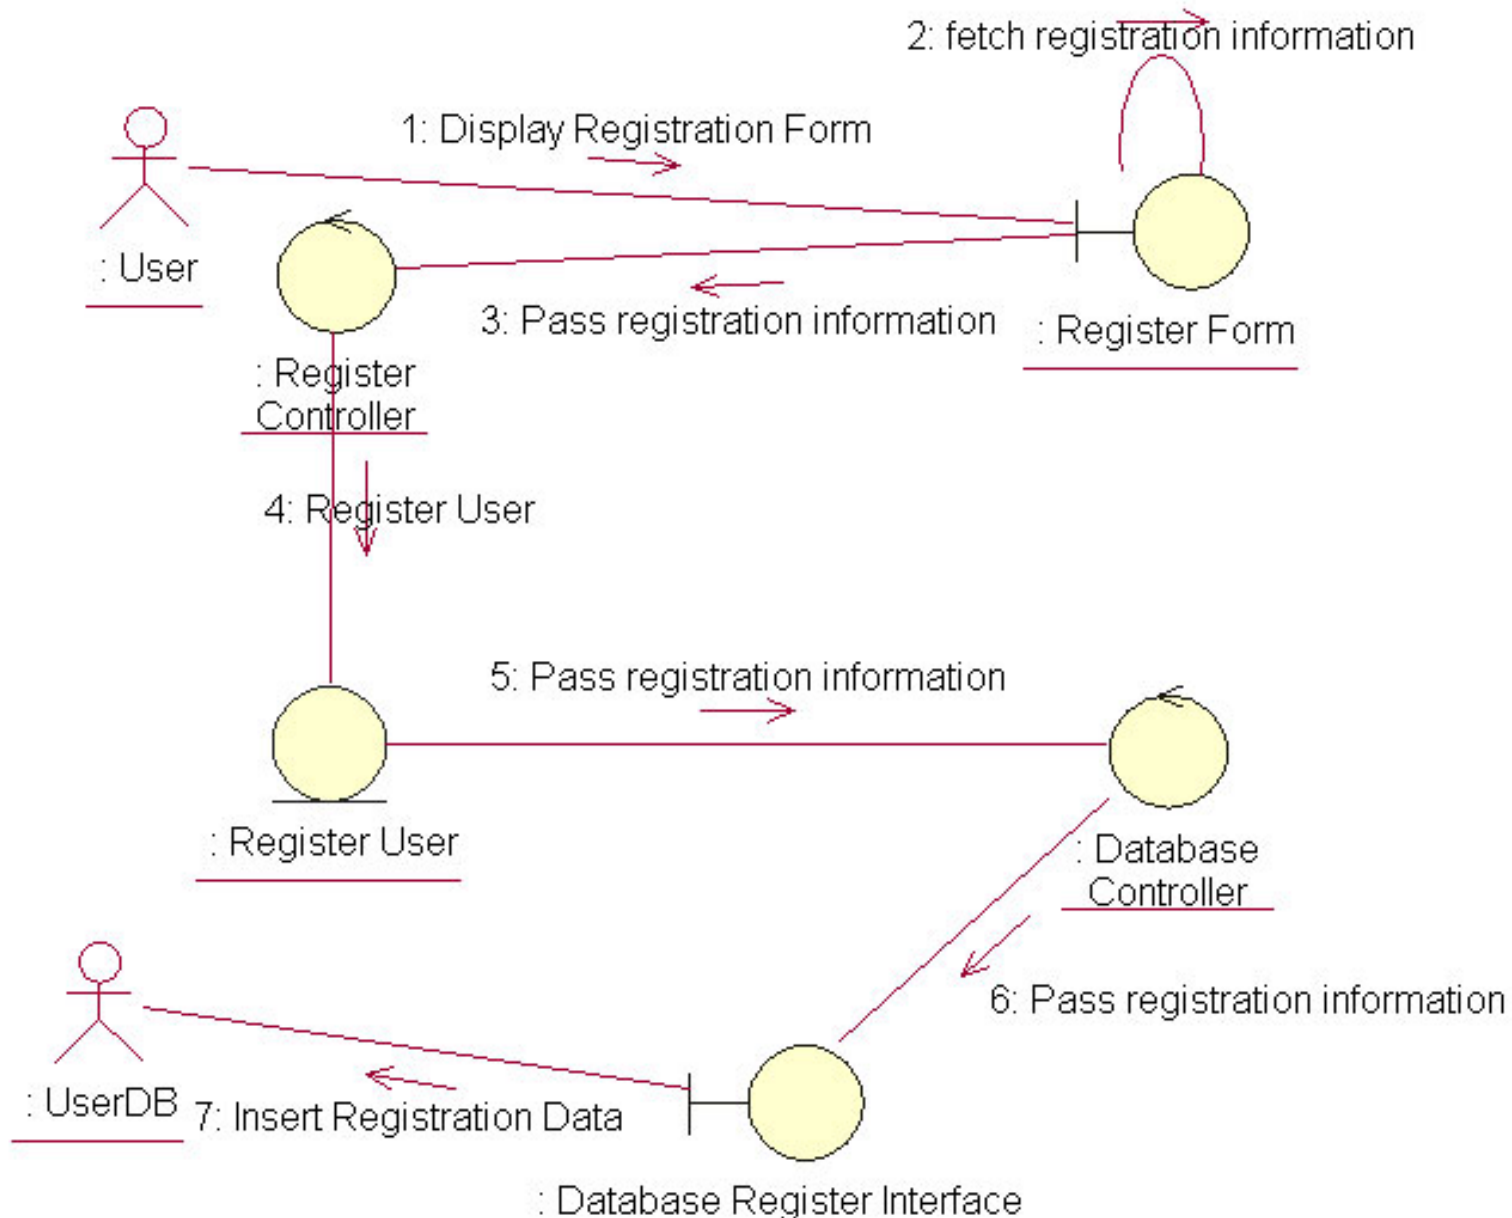 2: fetch registration information
1: Display Registration Form
: User
3: Pass registration information
: Register Form
: Register
Controller
4: Register User
5: Pass registration information
: Register User
: Database
Controller
6: Pass registration information
: UserDB
7: Insert Registration Data
: Database Register Interface